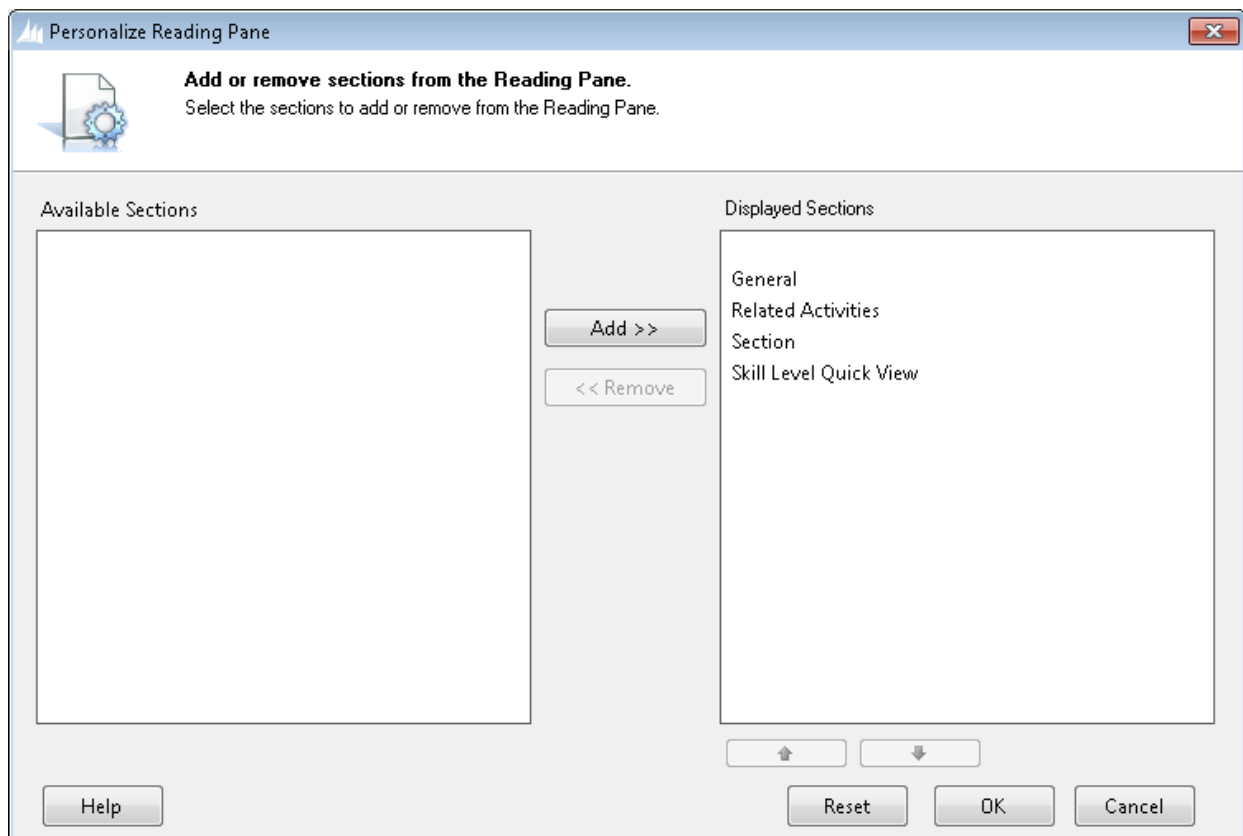 Personalize Reading Pane
Add or remove sections from the Reading Pane.
Select the sections to add or remove from the Reading Pane.
Available Sections
Displayed Sections
General
Related Activities
Section
Skill Level Quick View
Add >>
<< Remove
Help
Reset
OK
Cancel